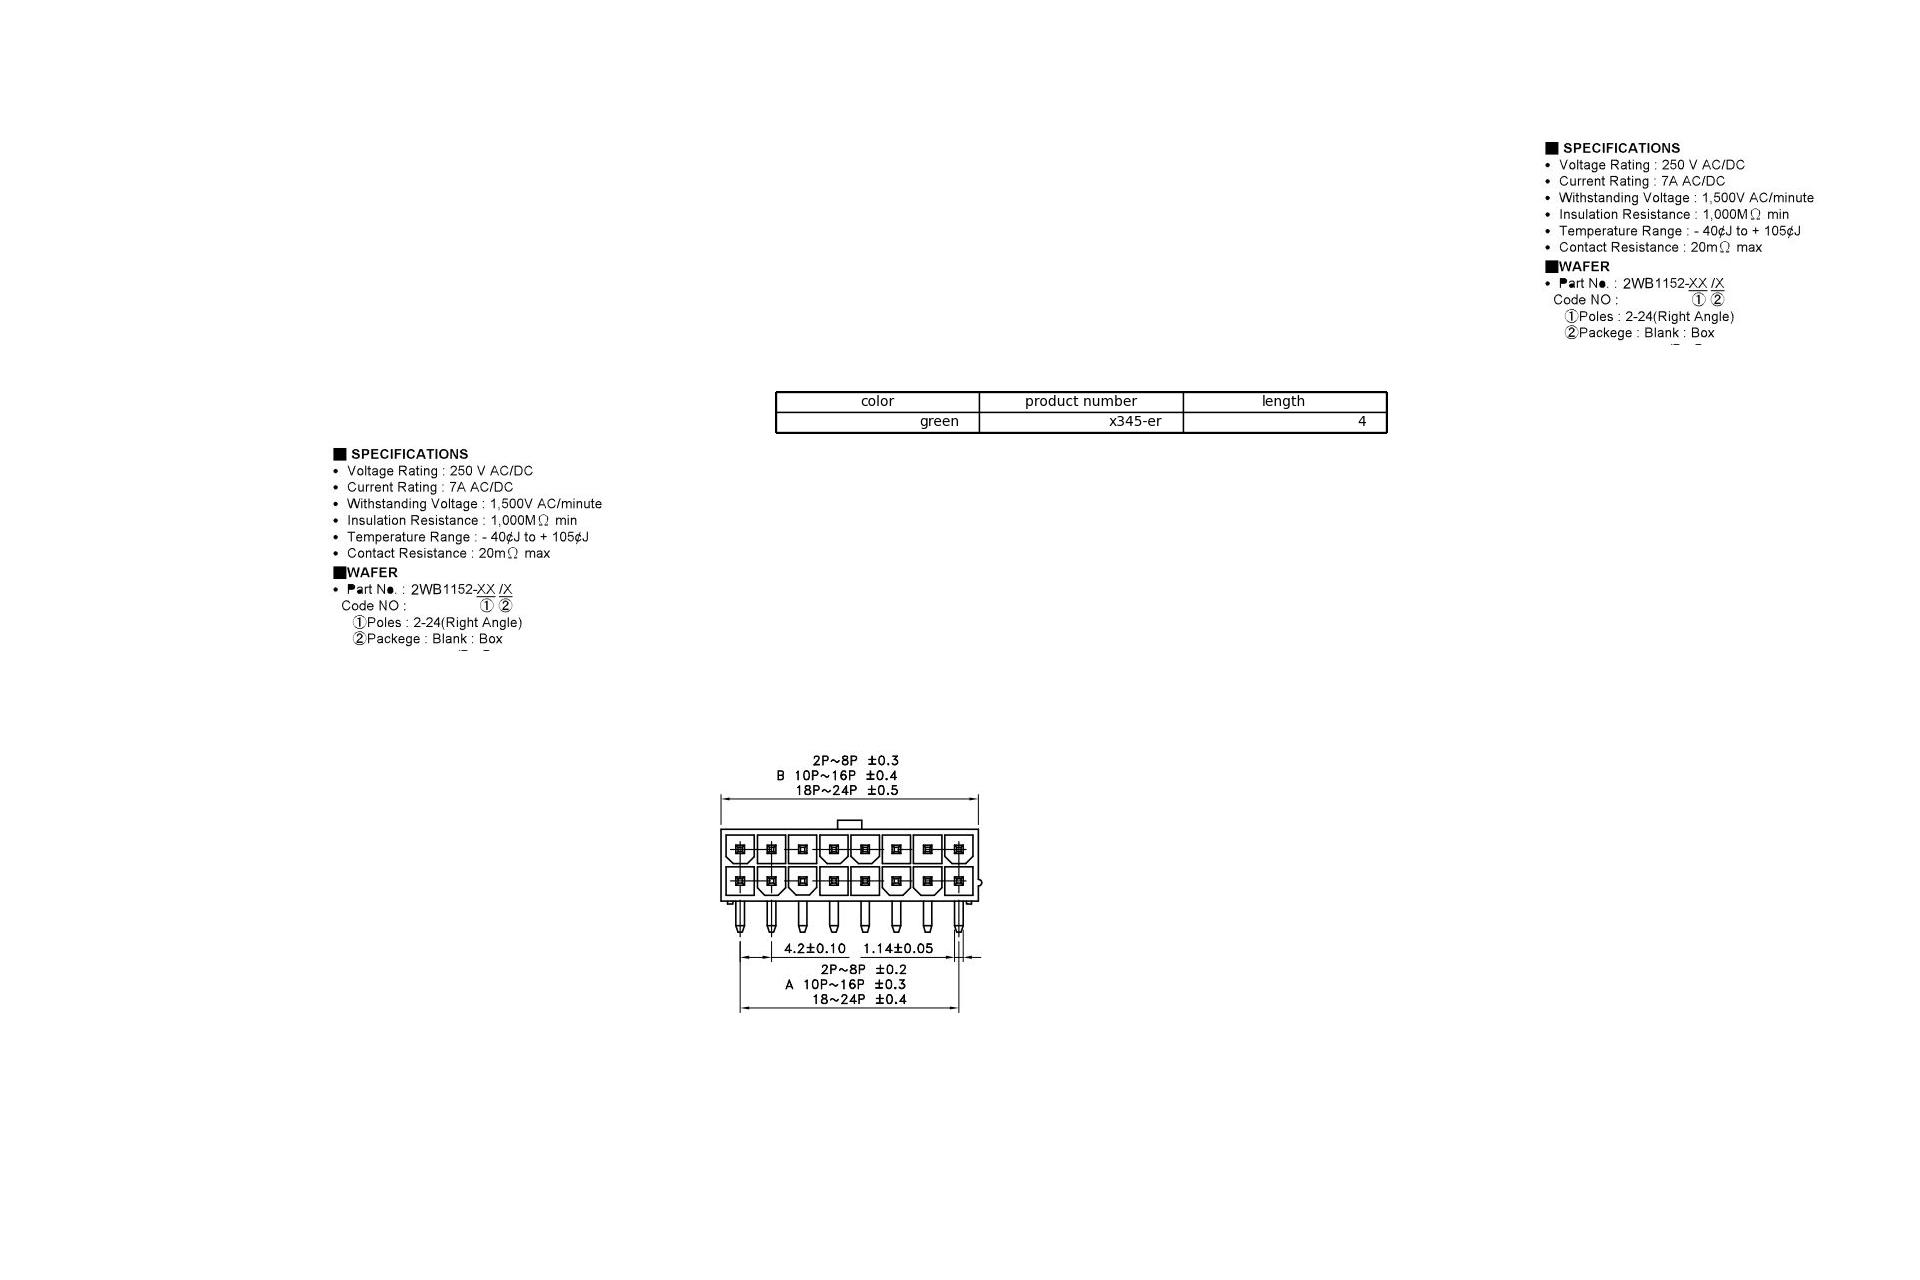 ■ SPECIFICATIONS
• Voltage Rating : 250 V AC/DC
• Current Rating : 7A AC/DC
• Withstanding Voltage : 1,500V AC/minute
• Insulation Resistance : 1,000MΩ min
• Temperature Range : - 40¢J to + 105¢J
• Contact Resistance : 20mΩ max
■WAFER
• Part No. : 2WB1152-XX /X
Code NO : ① ②
①Poles : 2-24(Right Angle)
②Packege : Blank : Box
color product number length
green x345-er 4
■ SPECIFICATIONS
• Voltage Rating : 250 V AC/DC
• Current Rating : 7A AC/DC
• Withstanding Voltage : 1,500V AC/minute
• Insulation Resistance : 1,000MΩ min
• Temperature Range : - 40¢J to + 105¢J
• Contact Resistance : 20mΩ max
■WAFER
• Part No. : 2WB1152-XX /X
Code NO : ① ②
①Poles : 2-24(Right Angle)
②Packege : Blank : Box
2P~8P ±0.3
B 10P~16P ±0.4
18P~24P ±0.5
4.2±0.10 1.14±0.05
2P~8P ±0.2
A 10P~16P ±0.3
18~24P ±0.4